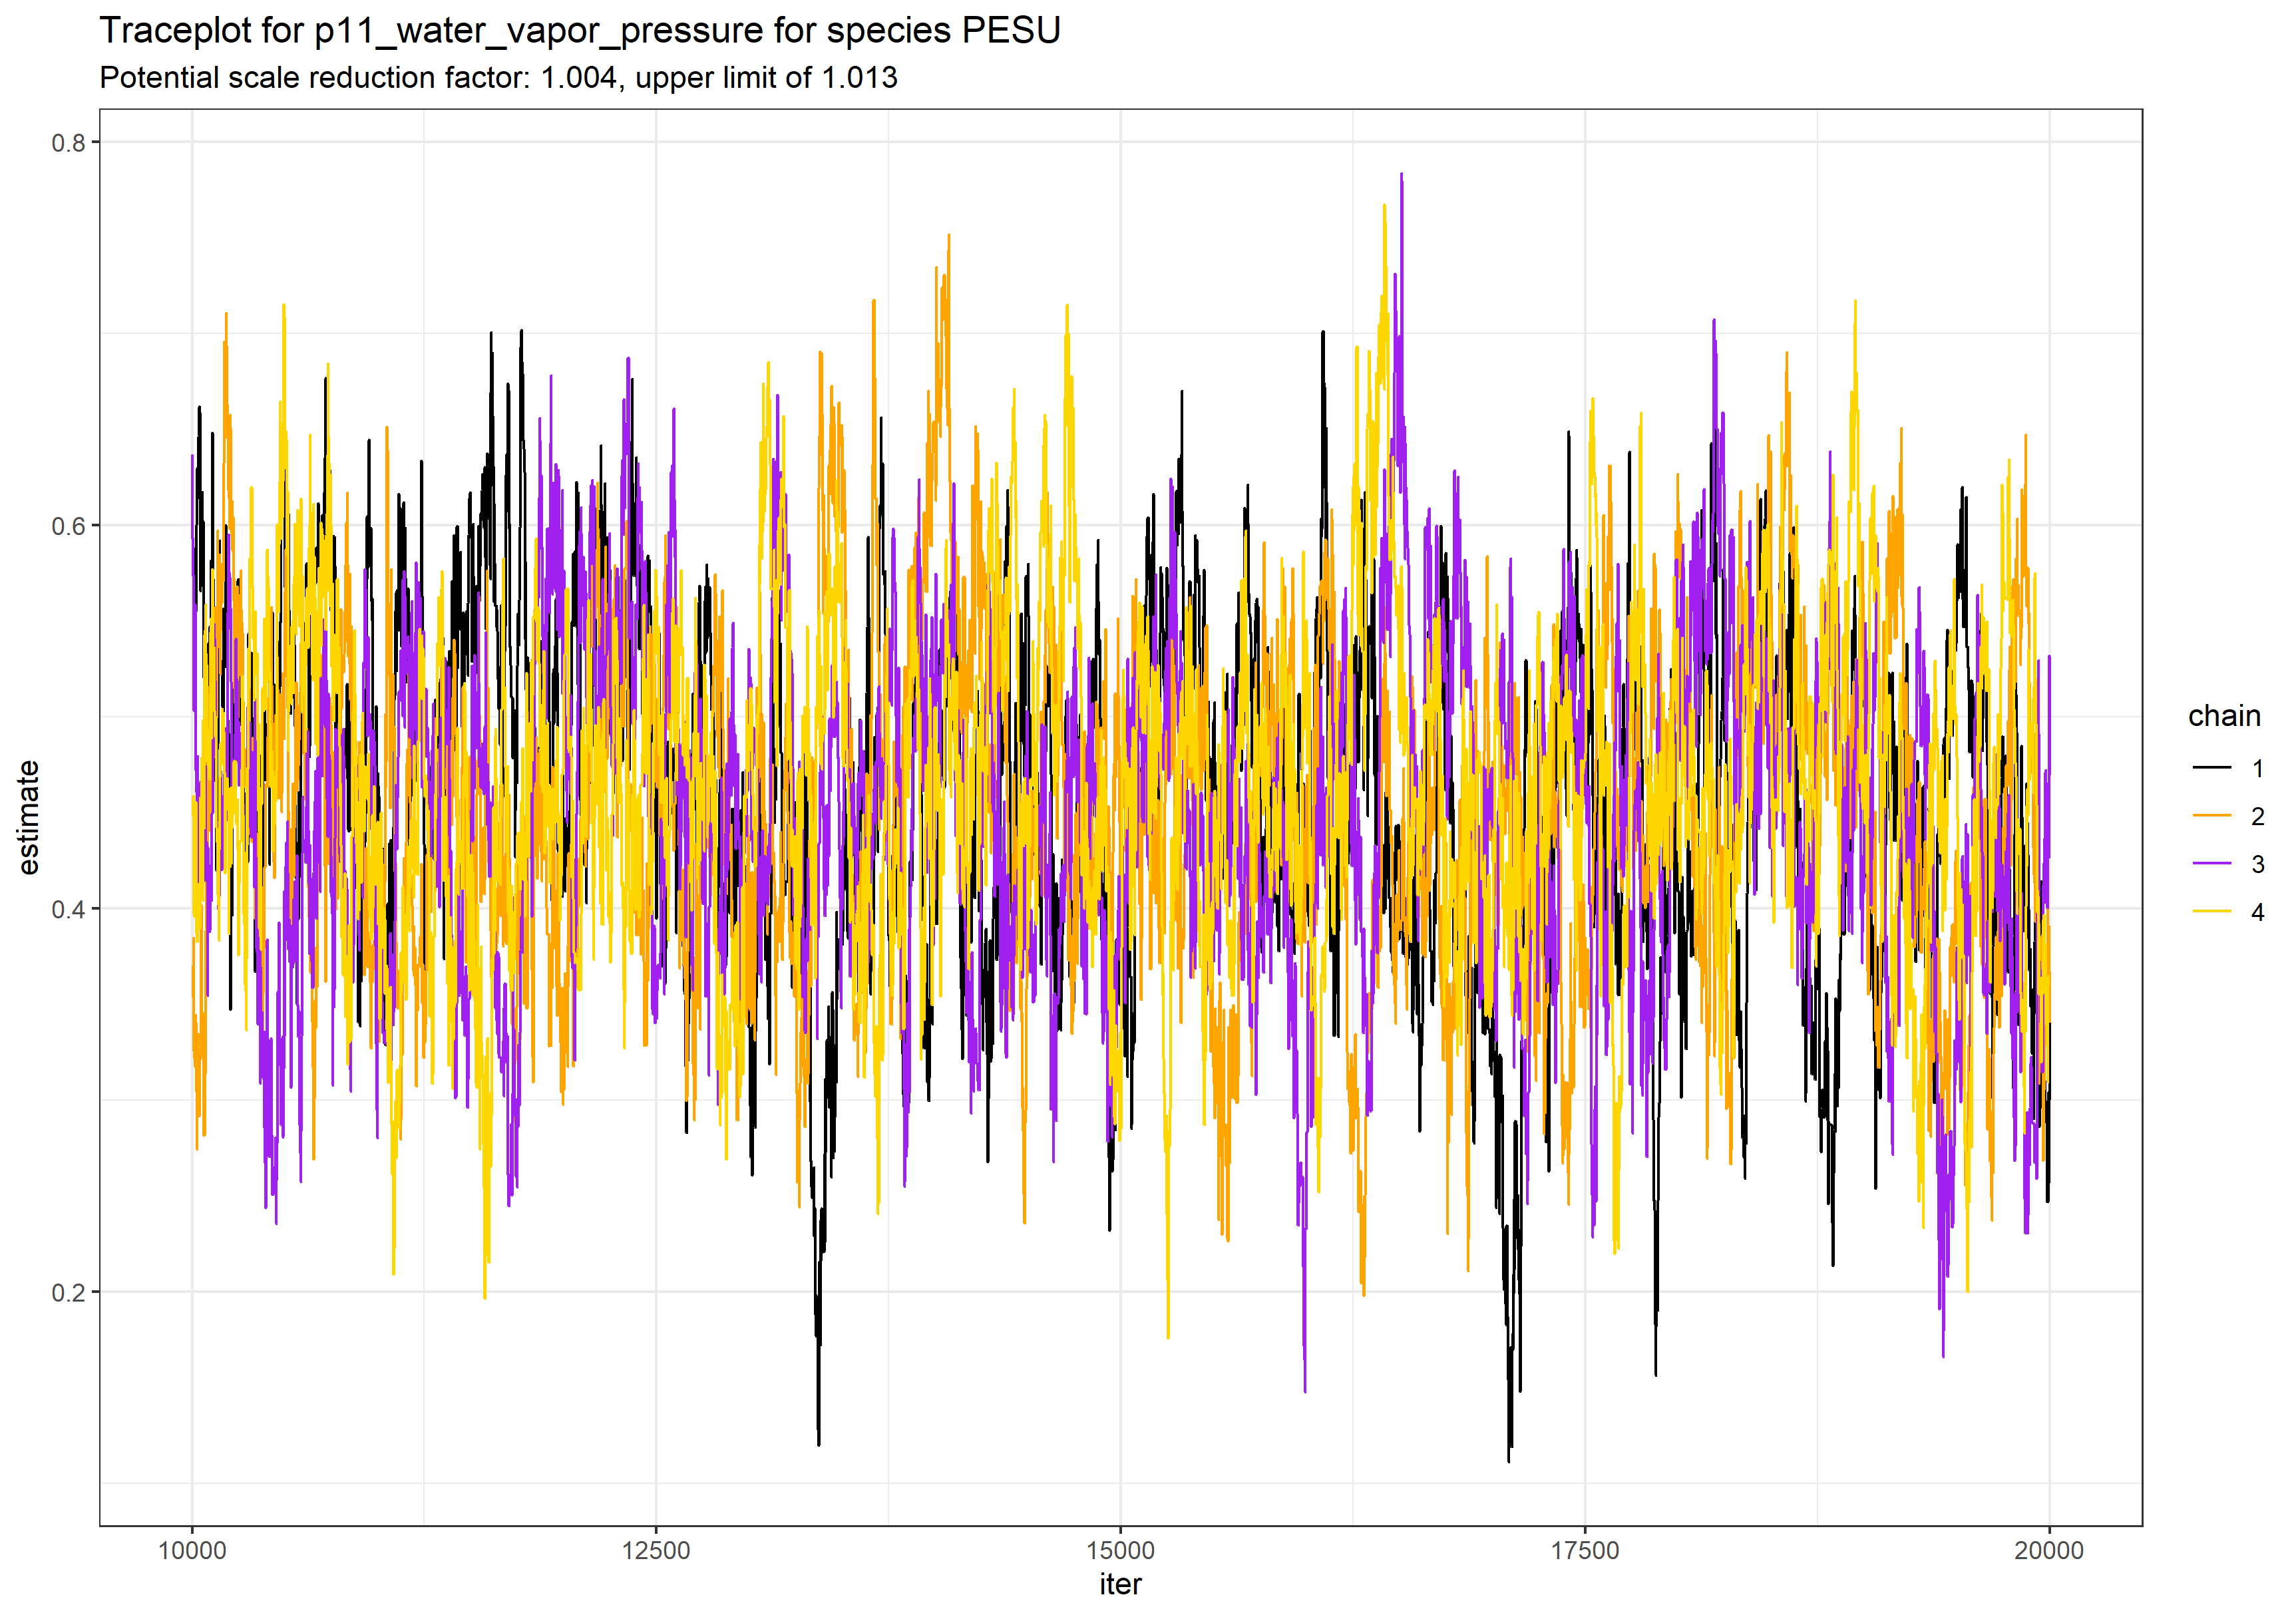 Traceplot for p11_water_vapor_pressure for species PESU
Potential scale reduction factor: 1.004, upper limit of 1.013
0.8
0.6
0.4
0.2
estimate
10000
12500
15000
17500
20000
iter
chain
1
2
3
4